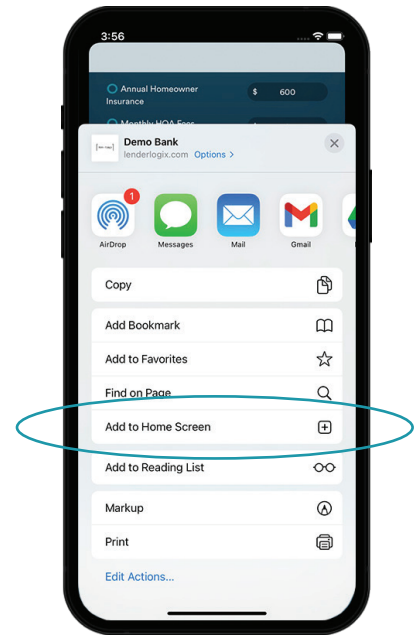 3:56
Annual Homeowner
Insurance
$ 600
Monthly HOA Fees
Demo Bank
lenderlogix.com Options >
1
AirDrop Messages Mail Gmail
Copy
Add Bookmark
Add to Favorites
Find on Page
Add to Home Screen
Add to Reading List
Markup
Print
Edit Actions...